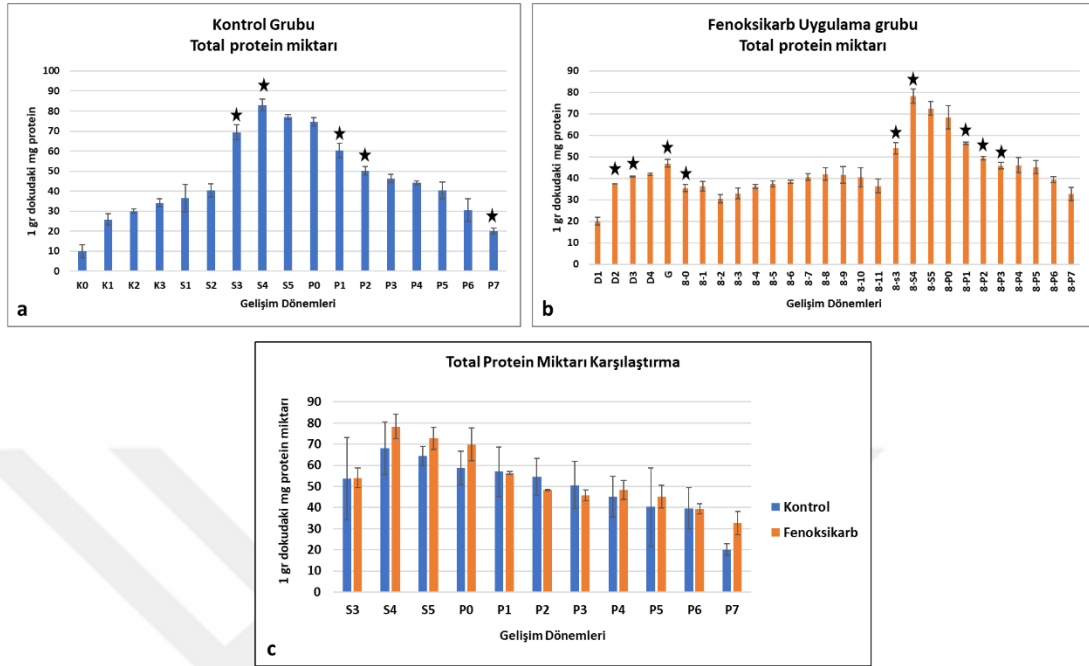 Kontrol Grubu
Total protein miktarı
1 gr dokudaki mg protein
100
90
80
70
60
50
40
30
20
10
0
K0 K1 K2 K3 S1 S2 S3 S4 S5 P0 P1 P2 P3 P4 P5 P6 P7
Gelişim Dönemleri
a
Fenoksikarb Uygulama grubu
Total protein miktarı
1 gr dokudaki mg protein
90
80
70
60
50
40
30
20
10
0
D1 D2 D3 D4 G 8-0 8-1 8-2 8-3 8-4 8-5 8-6 8-7 8-8 8-9 8-10 8-11 8-s3 8-S4 8-S5 8-P0 8-P1 8-P2 8-P3 8-P4 8-P5 8-P6 8-P7
Gelişim Dönemleri
b
Total Protein Miktarı Karşılaştırma
1 gr dokudaki mg protein miktarı
90
80
70
60
50
40
30
20
10
0
S3 S4 S5 P0 P1 P2 P3 P4 P5 P6 P7
Gelişim Dönemleri
Kontrol
Fenoksikarb
c